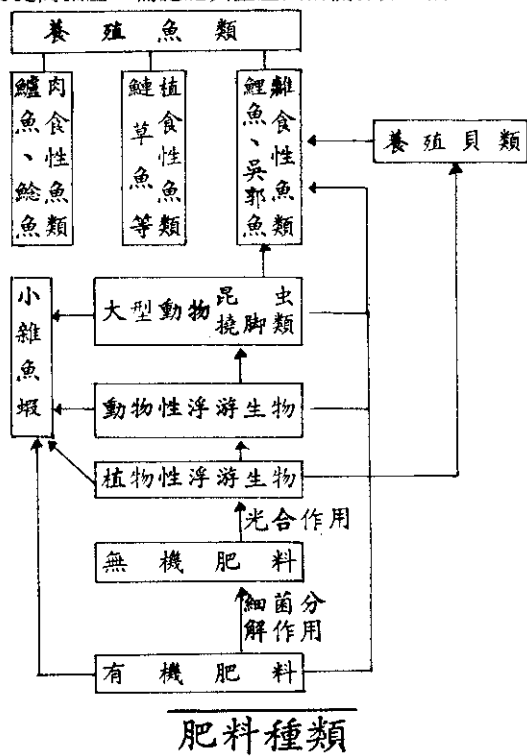 養殖魚類
肉食性魚類
鱸魚、鯰魚
植食性魚類
鰱草魚等
雜食性魚類
鯉魚、吳郭魚
養殖貝類
小雜魚蝦
大型動物昆虫
撓脚類
動物性浮游生物
植物性浮游生物
光合作用
無機肥料
細菌分
解作用
有機肥料
肥料種類